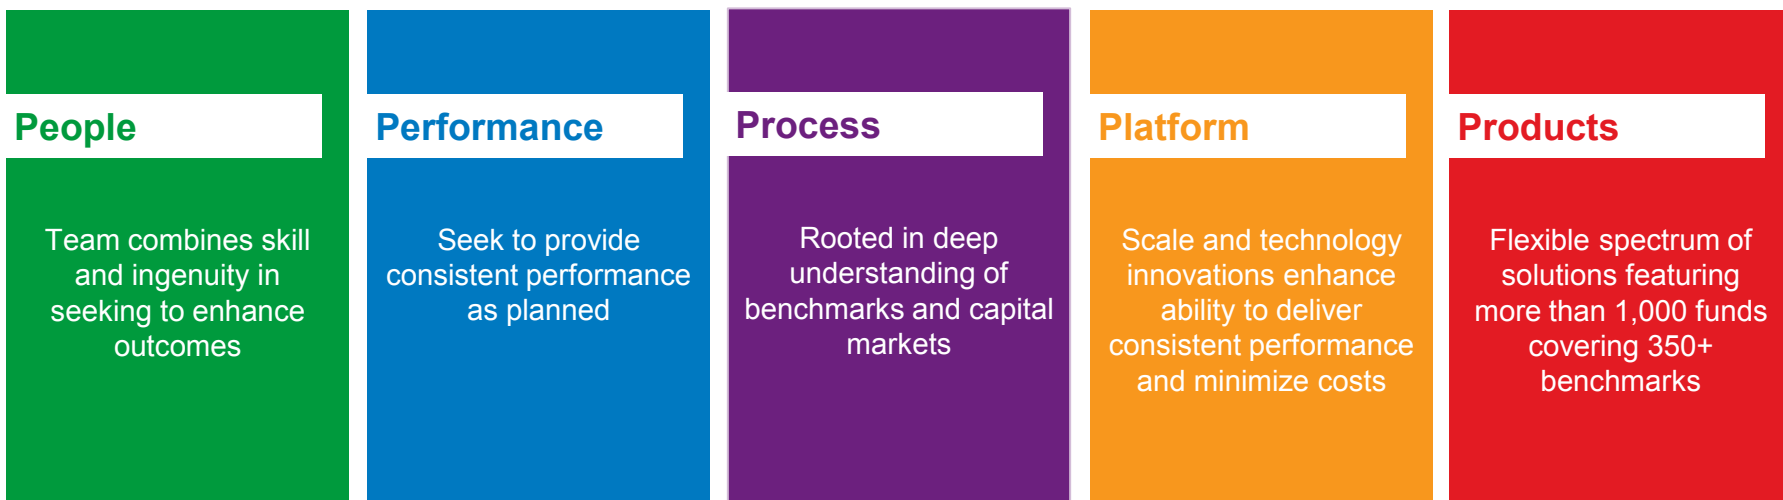 People
Team combines skill
and ingenuity in
seeking to enhance
outcomes
Performance
Seek to provide
consistent performance
as planned
Process
Rooted in deep
understanding of
benchmarks and capital
markets
Platform
Scale and technology
innovations enhance
ability to deliver
consistent performance
and minimize costs
Products
Flexible spectrum of
solutions featuring
more than 1,000 funds
covering 350+
benchmarks